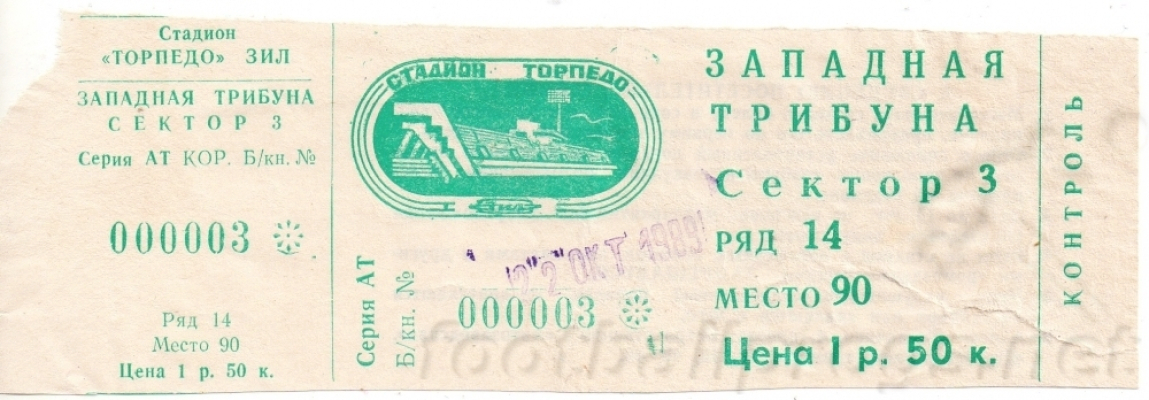 Стадион
«ТОРПЕДО» ЗИЛ
ЗАПАДНАЯ ТРИБУНА
СЕКТОР 3
Серия АТ КОР. Б/кн. №
000003
Ряд 14
Место 90
Цена 1 р. 50 к.
СТАДИОН ТОРПЕДО
ЗИЛ
Серия АТ
Б/кн. №
ОКТ 1989
000003
ЗАПАДНАЯ
ТРИБУНА
Сектор 3
РЯД 14
МЕСТО 90
Цена 1 р. 50 к.
КОНТРОЛЬ